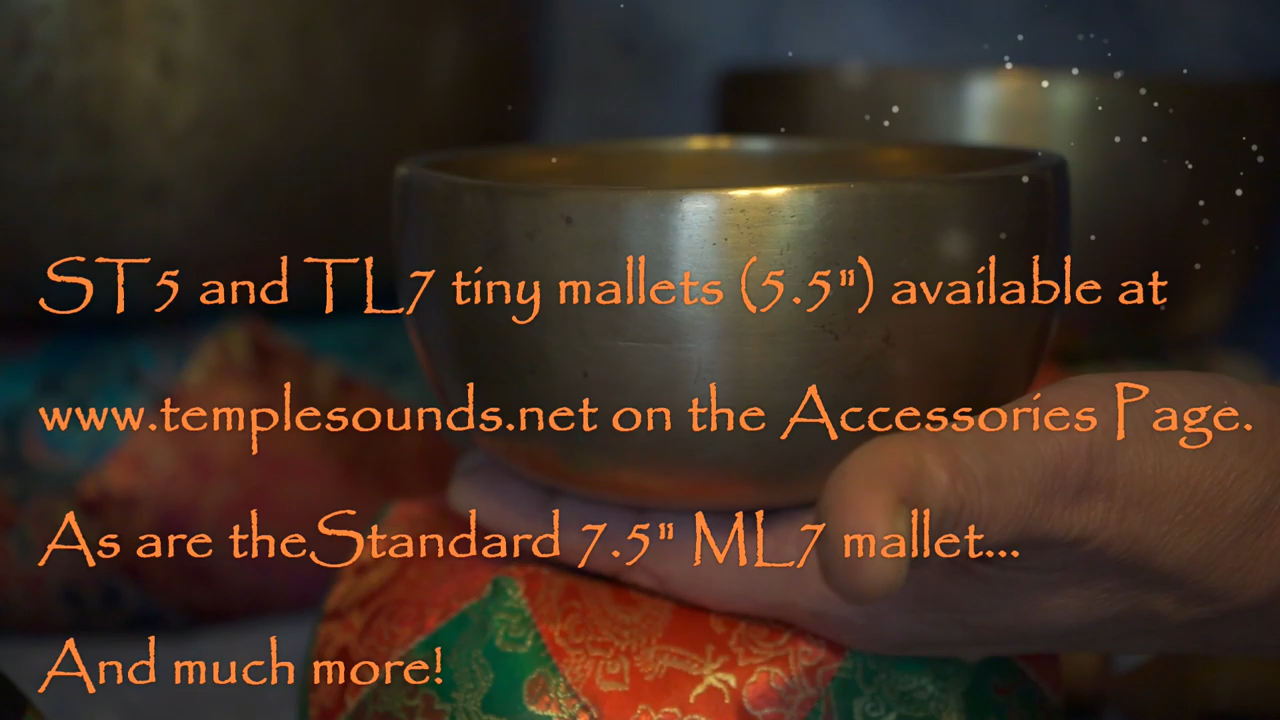 ST5 and TL7 tiny mallets (5.5") available at
www.templesounds.net on the Accessories Page.
As are theStandard 7.5" ML7 mallet...
And much more!